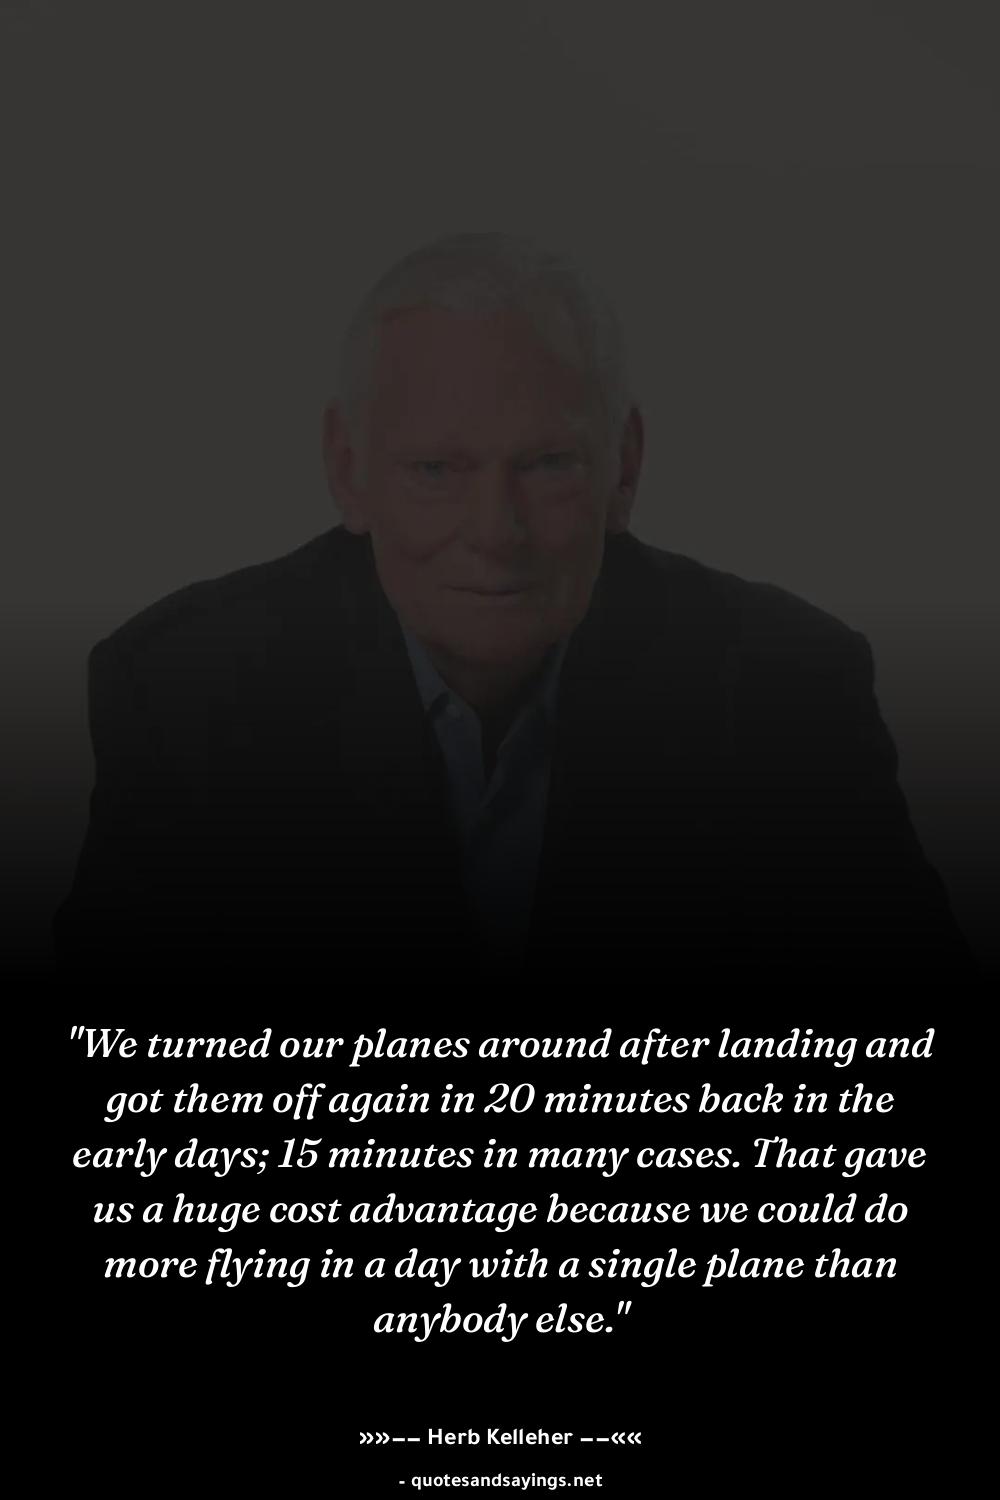 "We turned our planes around after landing and
got them off again in 20 minutes back in the
early days; 15 minutes in many cases. That gave
us a huge cost advantage because we could do
more flying in a day with a single plane than
anybody else."
»»–– Herb Kelleher ––««
- quotesandsayings.net